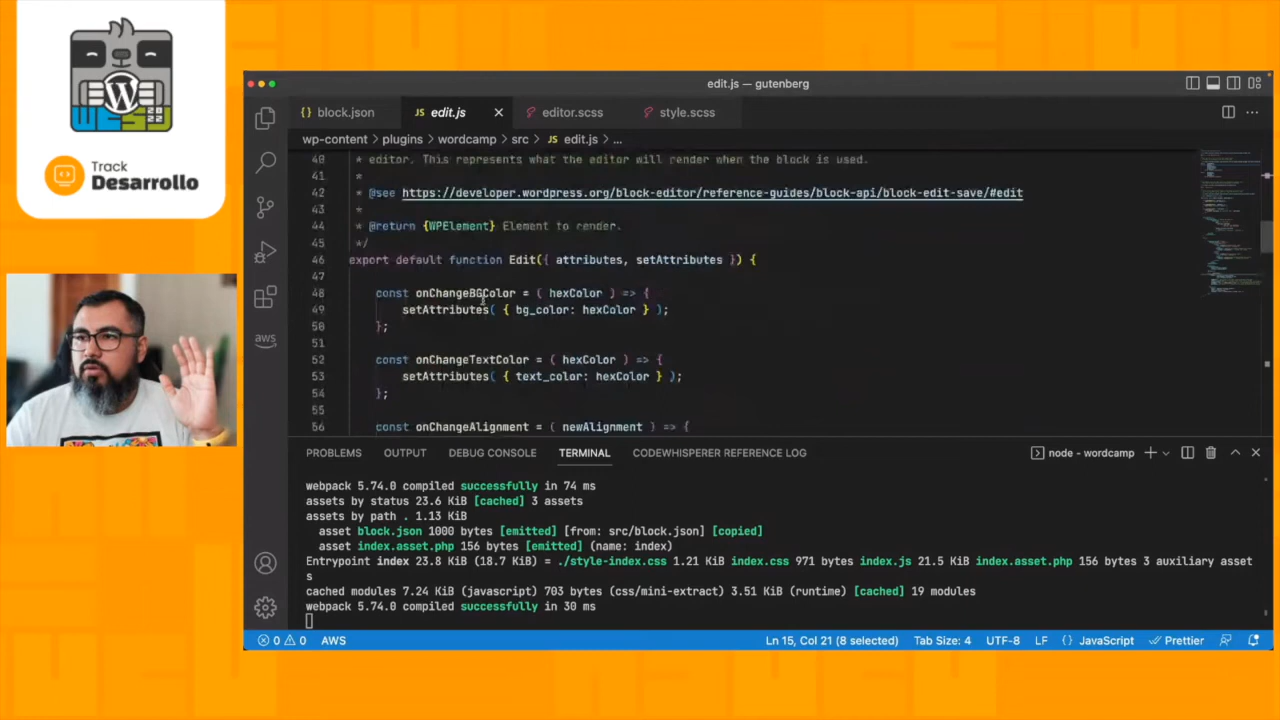 WESP
2022
Track
Desarrollo
edit.js — gutenberg
{} block.json
JS edit.js
editor.scss
style.scss
wp-content > plugins > wordcamp > src > JS edit.js > ...
aws
40 * editor. This represents what the editor will render when the block is used.
41 *
42 * @see https://developer.wordpress.org/block-editor/reference-guides/block-api/block-edit-save/#edit
43 *
44 * @return {WPElement} Element to render.
45 */
46 export default function Edit({ attributes, setAttributes }) {
47
48 const onChangeBGColor = ( hexColor ) => {
49 setAttributes( { bg_color: hexColor } );
50 };
51
52 const onChangeTextColor = ( hexColor ) => {
53 setAttributes( { text_color: hexColor } );
54 };
55
56 const onChangeAlignment = ( newAlignment ) => {
PROBLEMS OUTPUT DEBUG CONSOLE TERMINAL CODEWHISPERER REFERENCE LOG
node - wordcamp
webpack 5.74.0 compiled successfully in 74 ms
assets by status 23.6 KiB [cached] 3 assets
assets by path . 1.13 KiB
asset block.json 1000 bytes [emitted] [from: src/block.json] [copied]
asset index.asset.php 156 bytes [emitted] (name: index)
Entrypoint index 23.8 KiB (18.7 KiB) = ./style-index.css 1.21 KiB index.css 971 bytes index.js 21.5 KiB index.asset.php 156 bytes 3 auxiliary asset
s
cached modules 7.24 KiB (javascript) 703 bytes (css/mini-extract) 3.51 KiB (runtime) [cached] 19 modules
webpack 5.74.0 compiled successfully in 30 ms
0 0 AWS
Ln 15, Col 21 (8 selected) Tab Size: 4 UTF-8 LF {} JavaScript Prettier